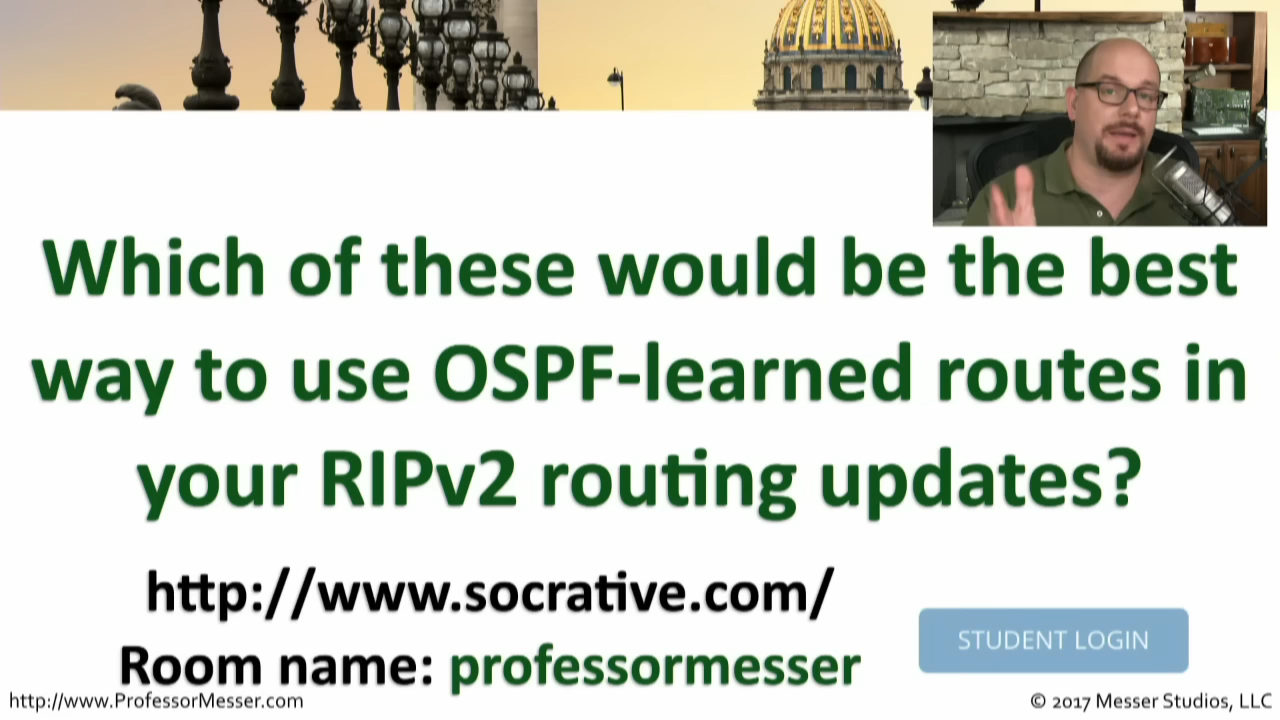 Which of these would be the best
way to use OSPF-learned routes in
your RIPv2 routing updates?
http://www.socrative.com/
STUDENT LOGIN
Room name: professormesser
http://www.ProfessorMesser.com
© 2017 Messer Studios, LLC